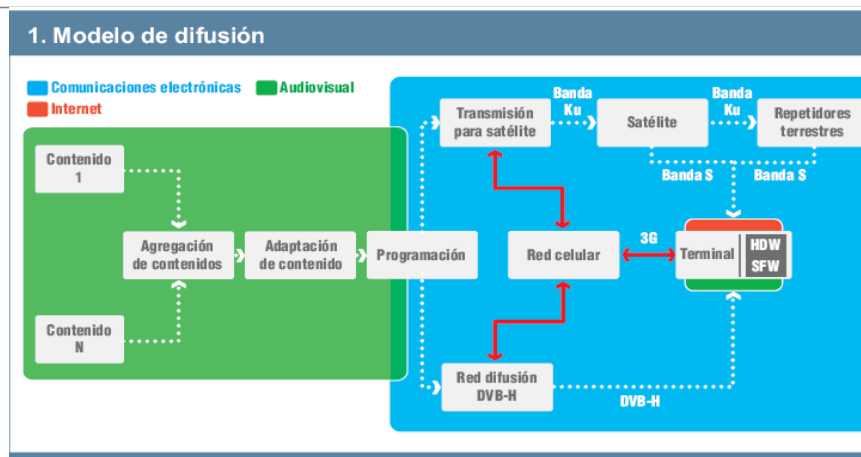 1. Modelo de difusión
Comunicaciones electrónicas
Audiovisual
Internet
Contenido
1
Contenido
N
Agregación
de contenidos
Adaptación
de contenido
Programación
Transmisión
para satélite
Banda
Ku
Satélite
Banda
Ku
Repetidores
terrestres
Banda S
Banda S
Red celular
3G
Terminal
HDW
SFW
Red difusión
DVB-H
DVB-H